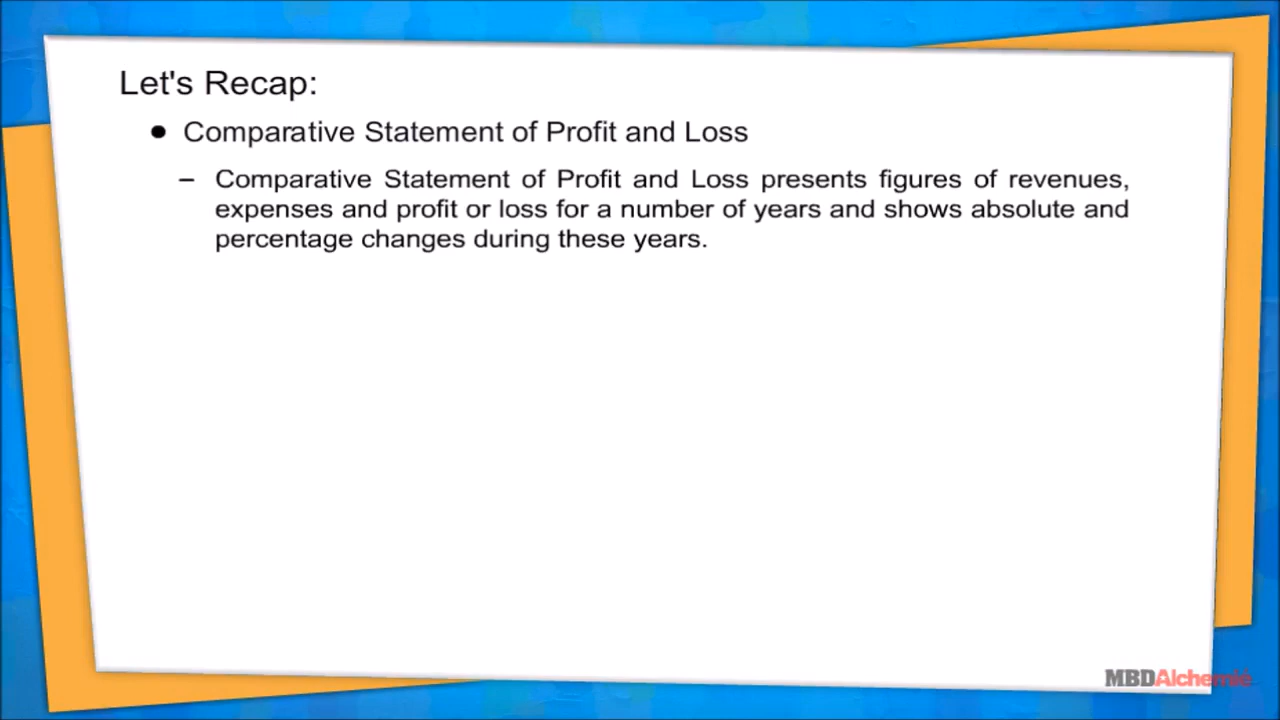 Let's Recap:
● Comparative Statement of Profit and Loss
– Comparative Statement of Profit and Loss presents figures of revenues,
expenses and profit or loss for a number of years and shows absolute and
percentage changes during these years.
MBDAlchemié